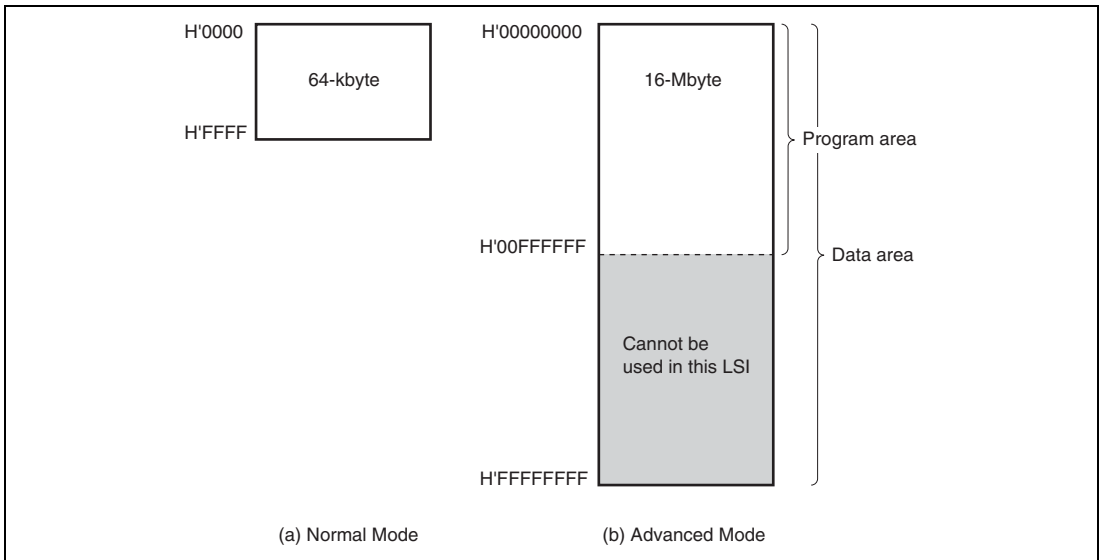 H'0000
64-kbyte
H'FFFF
H'00000000
16-Mbyte
Program area
H'00FFFFFF
Data area
Cannot be
used in this LSI
H'FFFFFFFF
(a) Normal Mode
(b) Advanced Mode